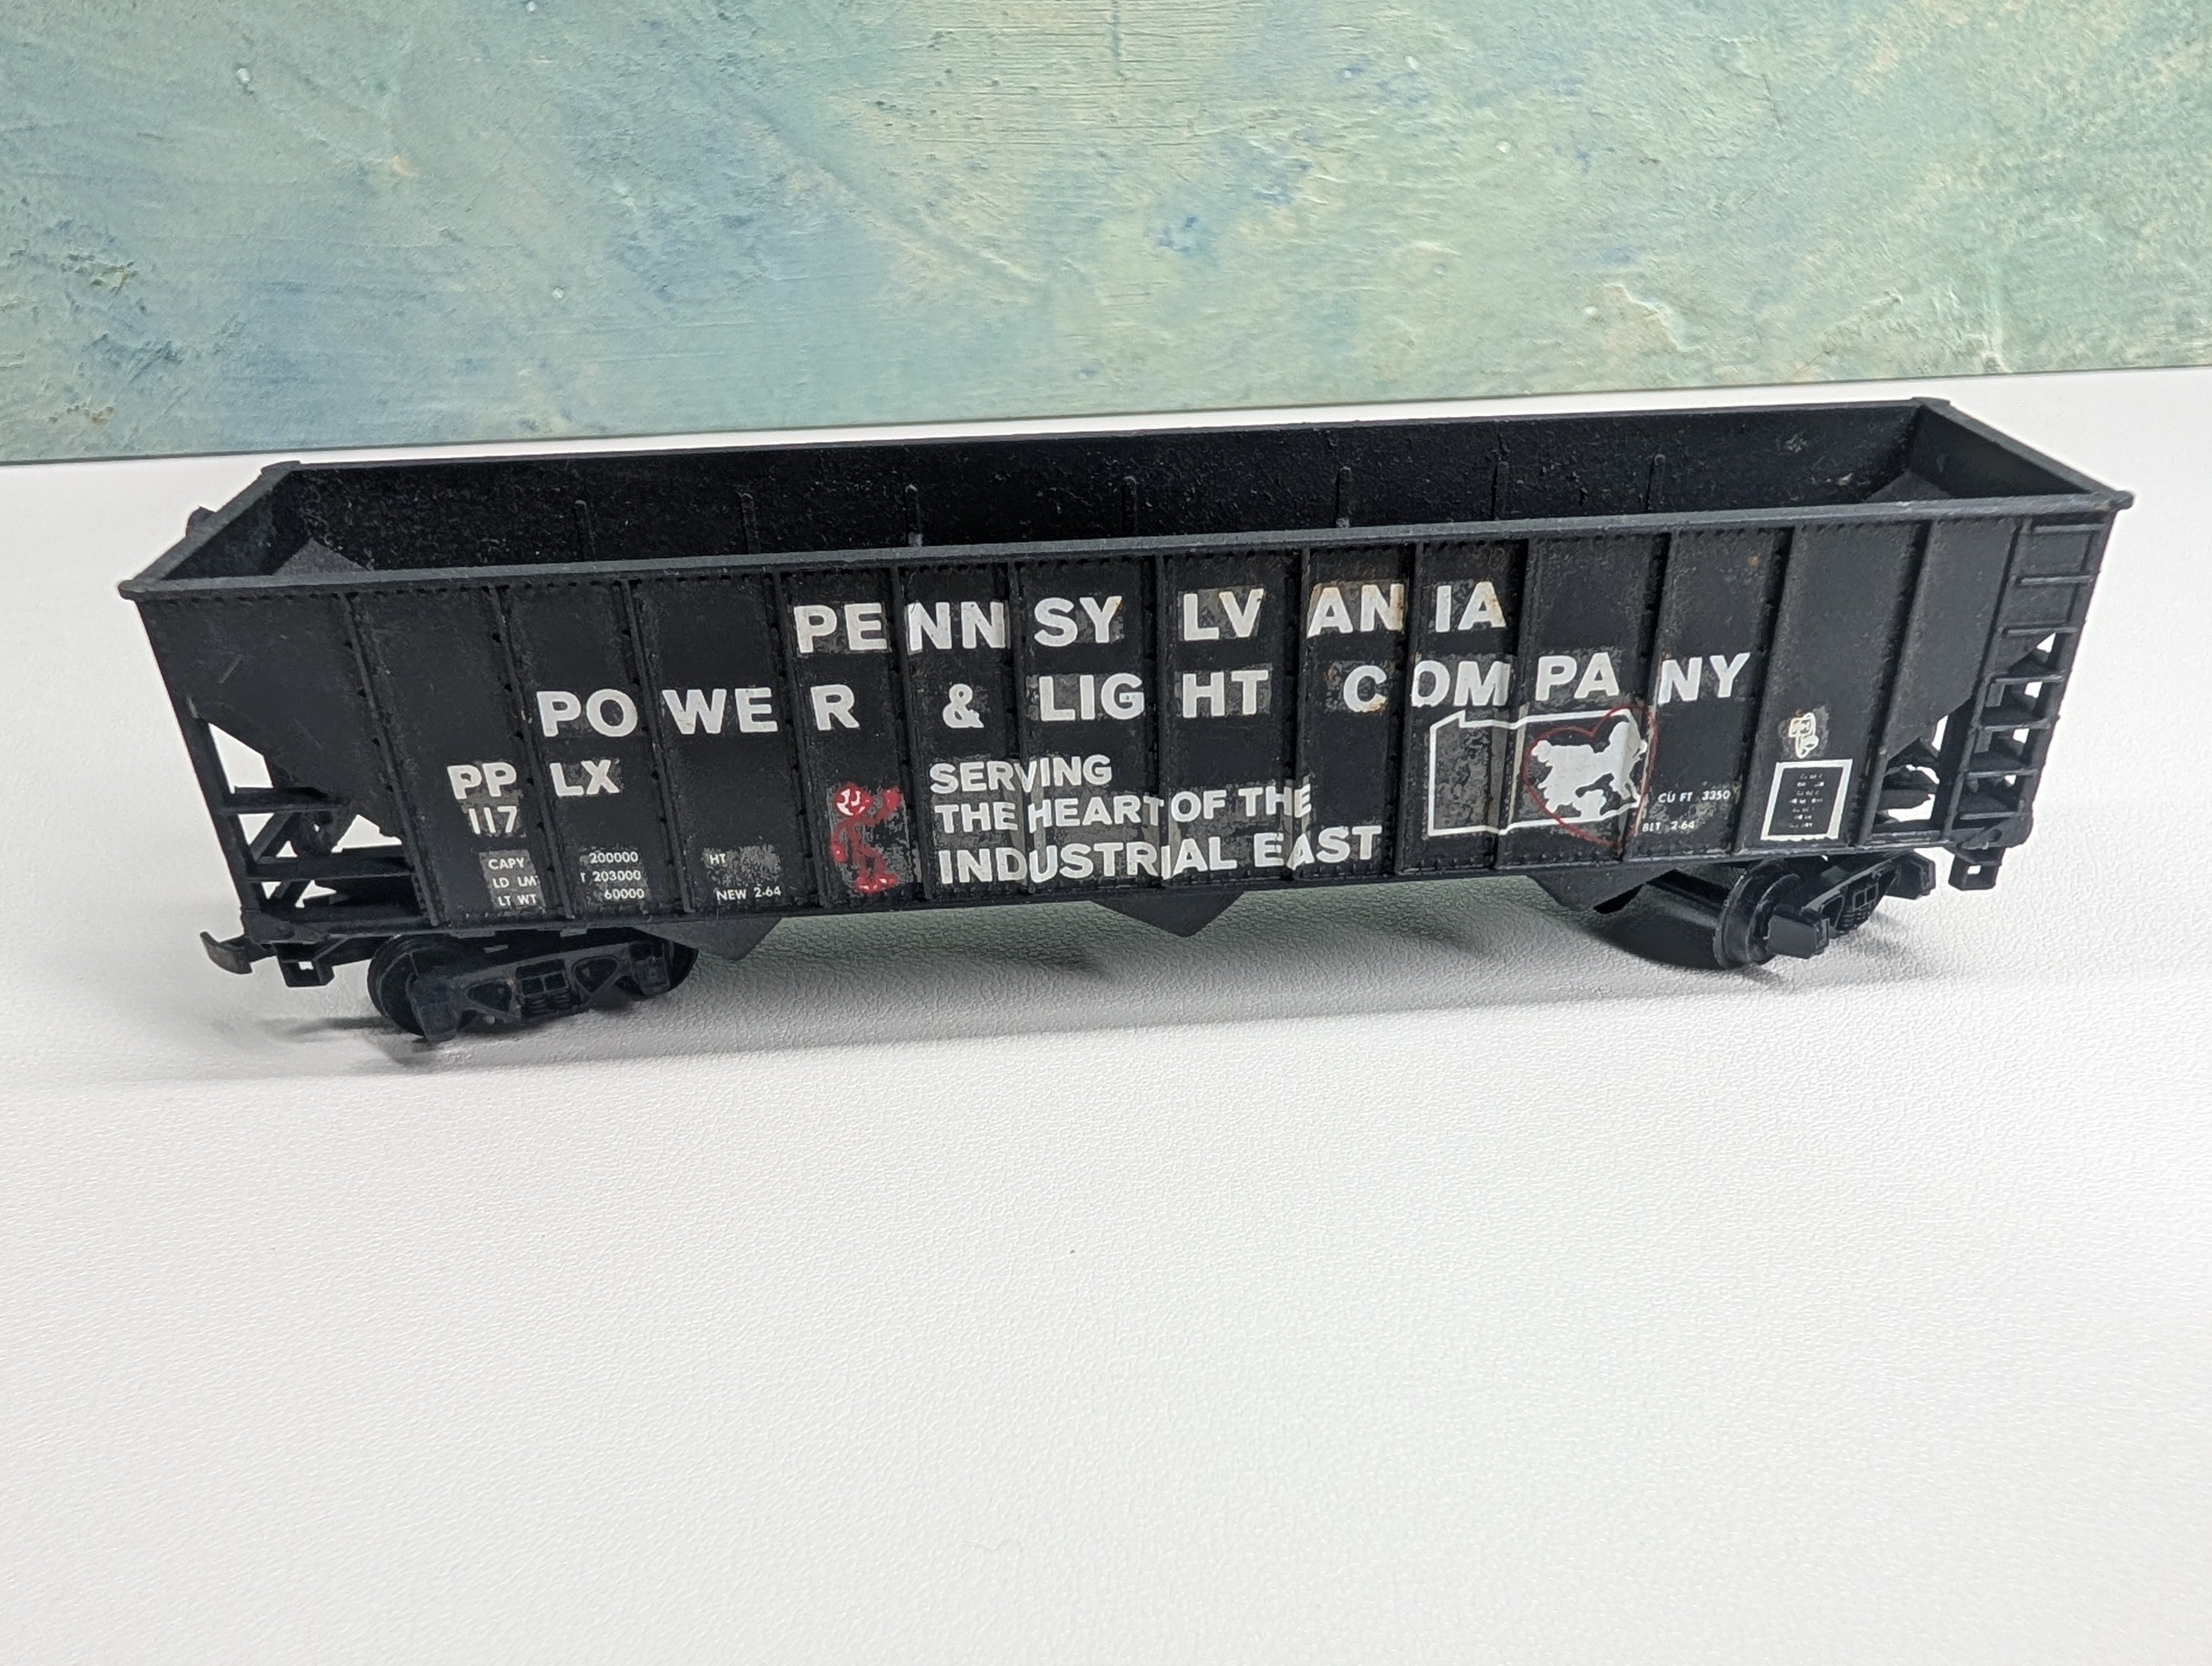 PENNSYLVANIA
POWER & LIGHT COMPANY
PPLX
117
SERVING
THE HEART OF THE
INDUSTRIAL EAST
CAPY 200000
LD LMT 203000
LT WT 60000
HT
NEW 2-64
CU FT 3350
BLT 2-64